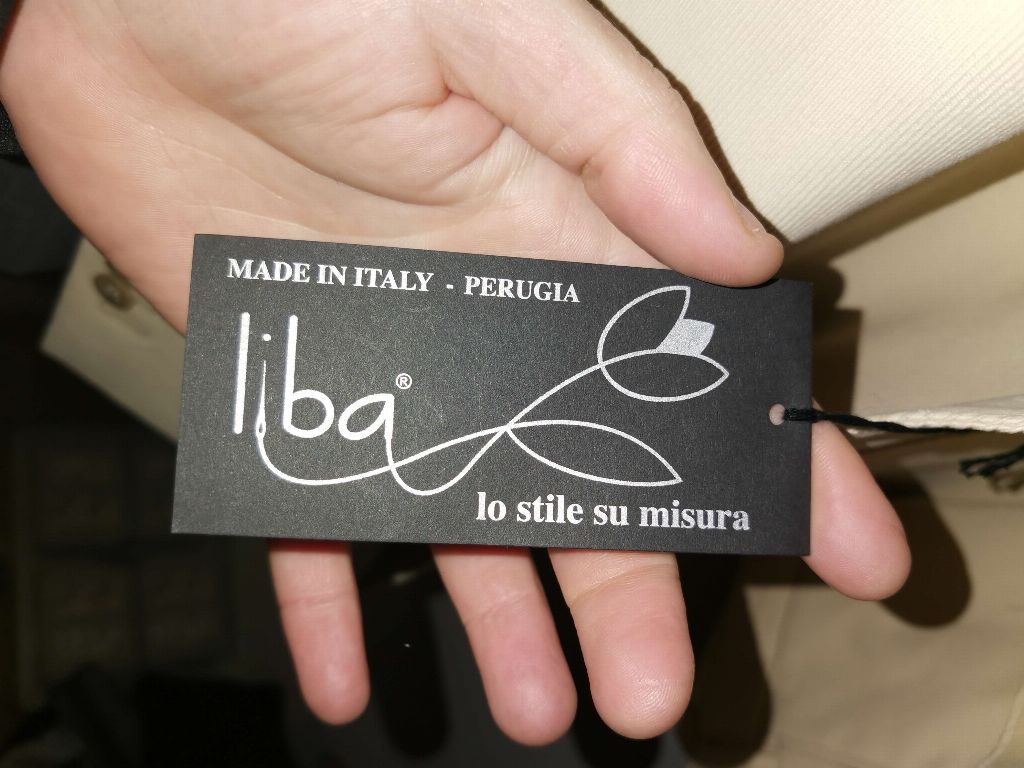 MADE IN ITALY - PERUGIA
liba®
lo stile su misura